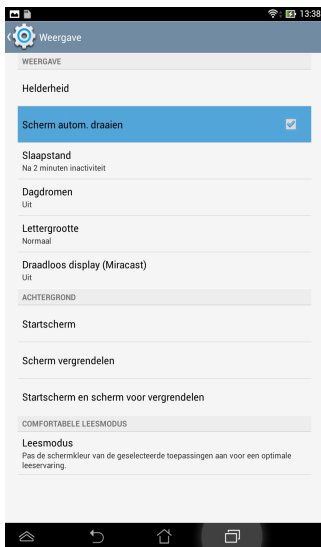 13:38
Weergave
WEERGAVE
Helderheid
Scherm autom. draaien
Slaapstand
Na 2 minuten inactiviteit
Dagdromen
Uit
Lettergrootte
Normaal
Draadloos display (Miracast)
Uit
ACHTERGROND
Startscherm
Scherm vergrendelen
Startscherm en scherm voor vergrendelen
COMFORTABELE LEESMODUS
Leesmodus
Pas de schermkleur van de geselecteerde toepassingen aan voor een optimale
leeservaring.